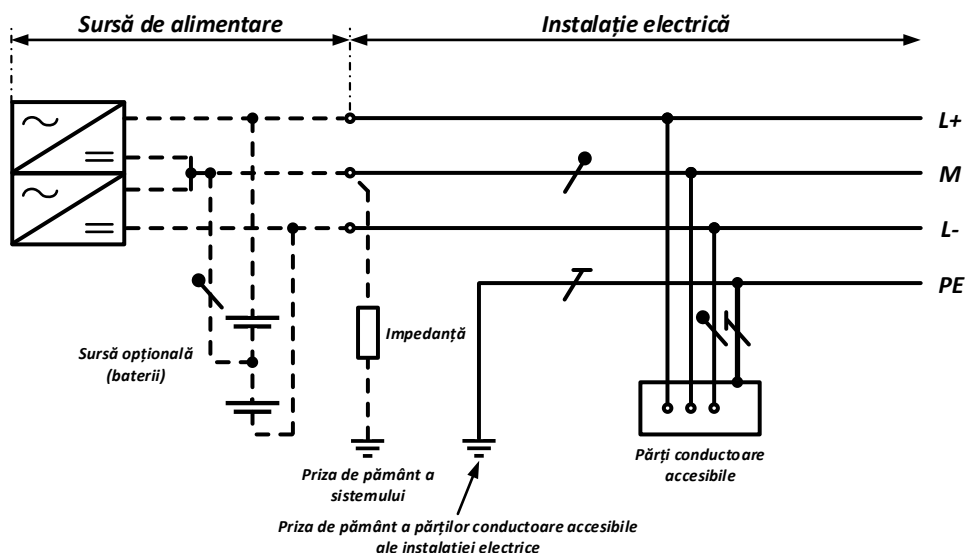 Sursă de alimentare
Instalație electrică
L+
M
L-
PE
Impedanță
Sursă opțională
(baterii)
Părți conductoare
accesibile
Priza de pământ a
sistemului
Priza de pământ a părților conductoare accesibile
ale instalației electrice